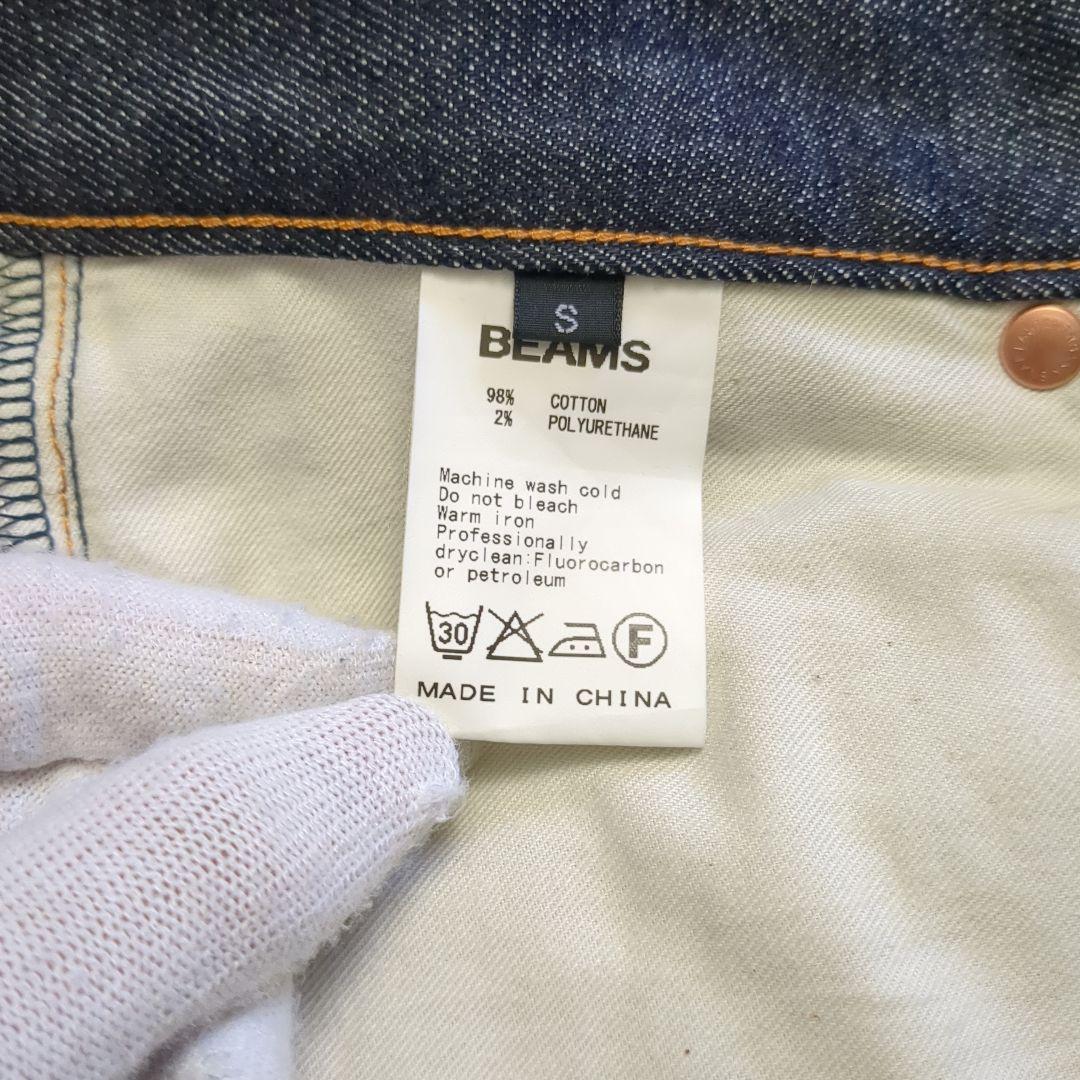 S
BEAMS
98% COTTON
2% POLYURETHANE
Machine wash cold
Do not bleach
Warm iron
Professionally
dryclean:Fluorocarbon
or petroleum
30 F
MADE IN CHINA